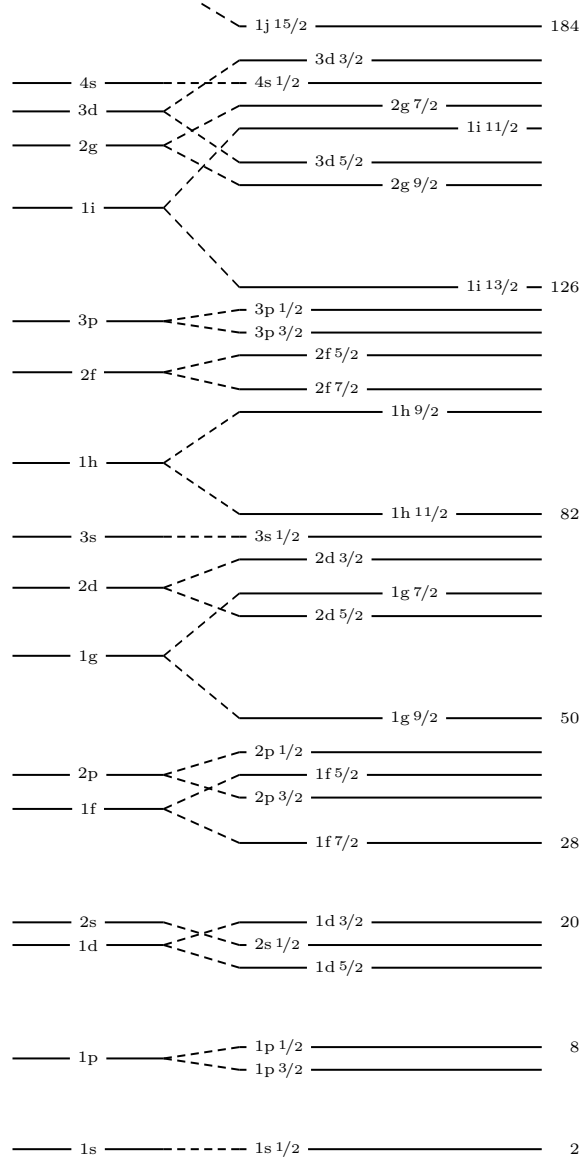 1j 15/2 184
3d 3/2
4s 4s 1/2
3d 2g 7/2
1i 11/2
2g
3d 5/2
2g 9/2
1i
1i 13/2 126
3p 1/2
3p
3p 3/2
2f 5/2
2f
2f 7/2
1h 9/2
1h
1h 11/2 82
3s 3s 1/2
2d 3/2
2d
1g 7/2
2d 5/2
1g
1g 9/2 50
2p 1/2
2p 1f 5/2
2p 3/2
1f
1f 7/2 28
2s 1d 3/2 20
1d 2s 1/2
1d 5/2
1p 1/2 8
1p
1p 3/2
1s 1s 1/2 2